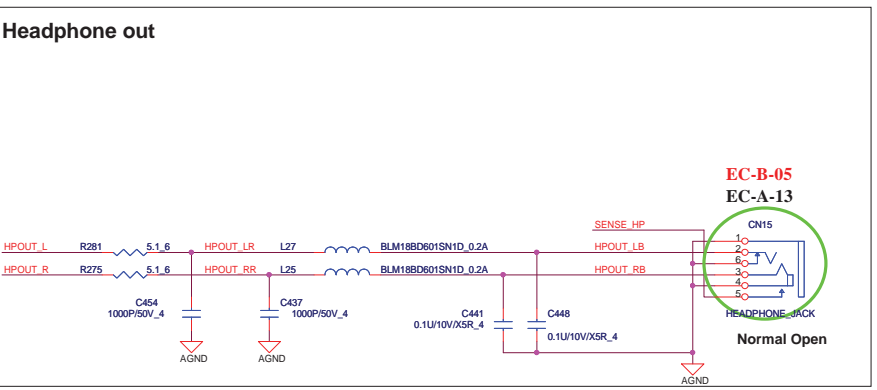 Headphone out
EC-B-05
EC-A-13
SENSE_HP
CN15
HPOUT_L R281 5.1_6 HPOUT_LR L27 BLM18BD601SN1D_0.2A HPOUT_LB
1
2
6
HPOUT_R R275 5.1_6 HPOUT_RR L25 BLM18BD601SN1D_0.2A HPOUT_RB
3
4
5
C454
1000P/50V_4
C437
1000P/50V_4
C441
0.1U/10V/X5R_4
C448
0.1U/10V/X5R_4
HEADPHONE_JACK
Normal Open
AGND
AGND
AGND